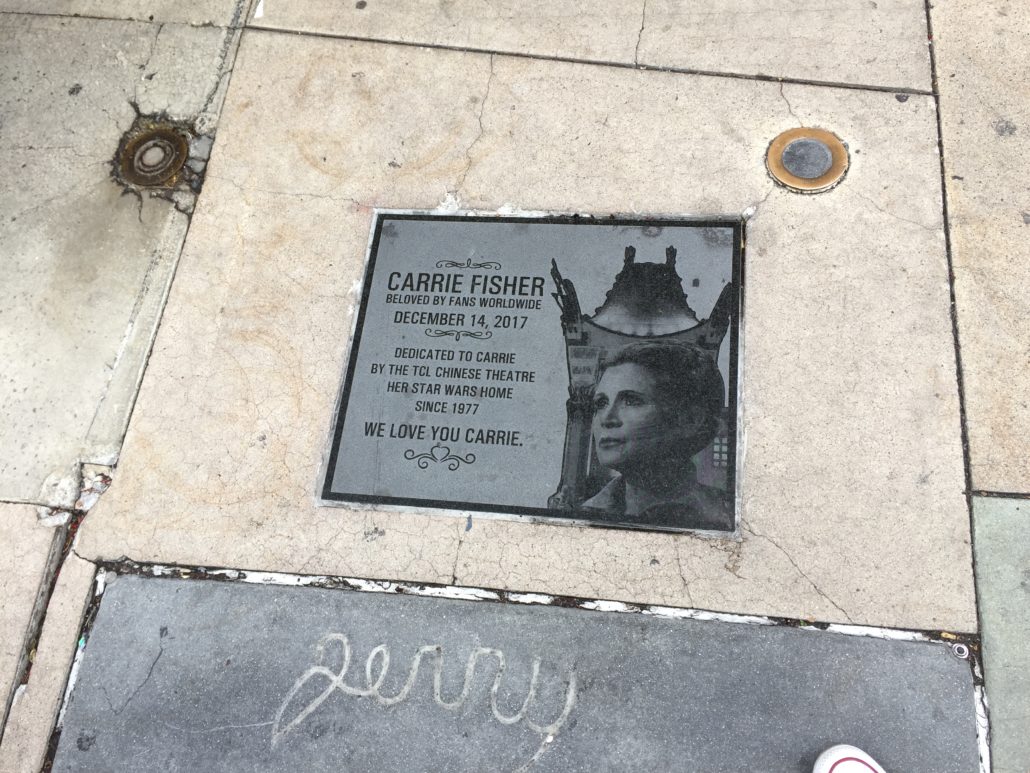 CARRIE FISHER
BELOVED BY FANS WORLDWIDE
DECEMBER 14, 2017
DEDICATED TO CARRIE
BY THE TCL CHINESE THEATRE
HER STAR WARS HOME
SINCE 1977
WE LOVE YOU CARRIE.
Jerry